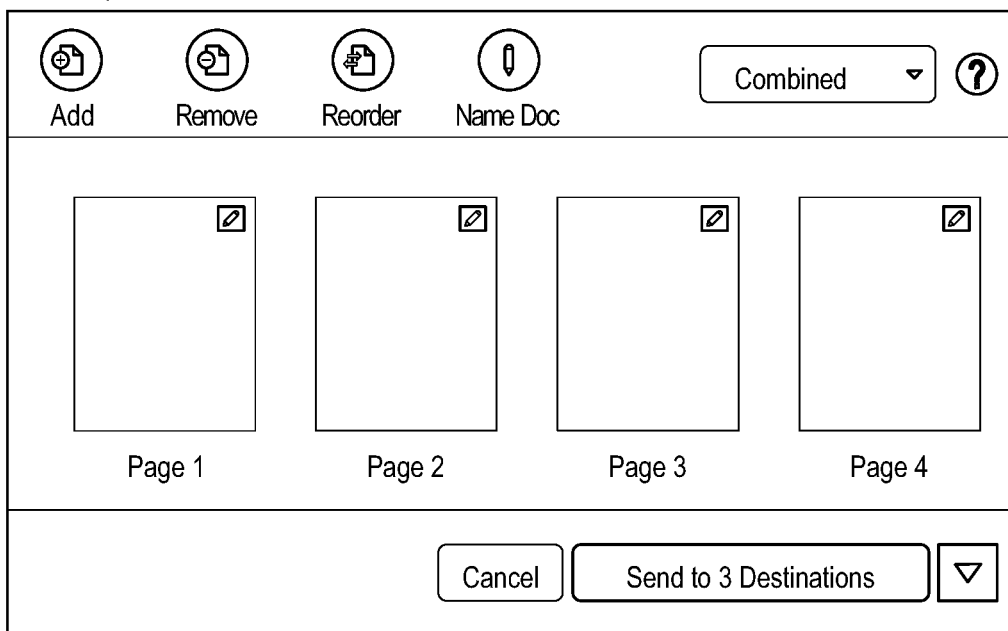 Combined ?
Add Remove Reorder Name Doc
Page 1 Page 2 Page 3 Page 4
Cancel Send to 3 Destinations